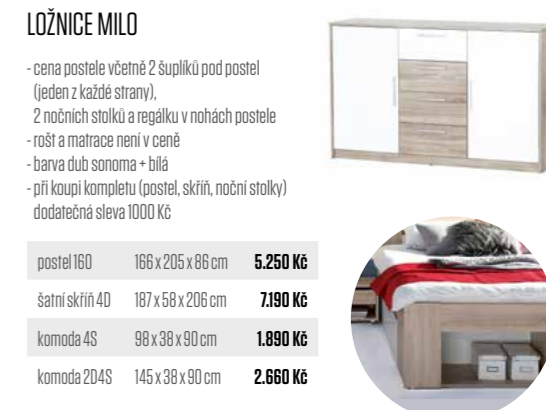 LOŽNICE MILO
- cena postele včetně 2 šuplíků pod postel
(jeden z každé strany),
2 nočních stolků a regálku v nohách postele
- rošt a matrace není v ceně
- barva dub sonoma + bílá
- při koupi kompletu (postel, skříň, noční stolky)
dodatečná sleva 1000 Kč
postel 160 166 x 205 x 86 cm 5.250 Kč
šatní skříň 4D 187 x 58 x 206 cm 7.190 Kč
komoda 4S 98 x 38 x 90 cm 1.890 Kč
komoda 2D4S 145 x 38 x 90 cm 2.660 Kč